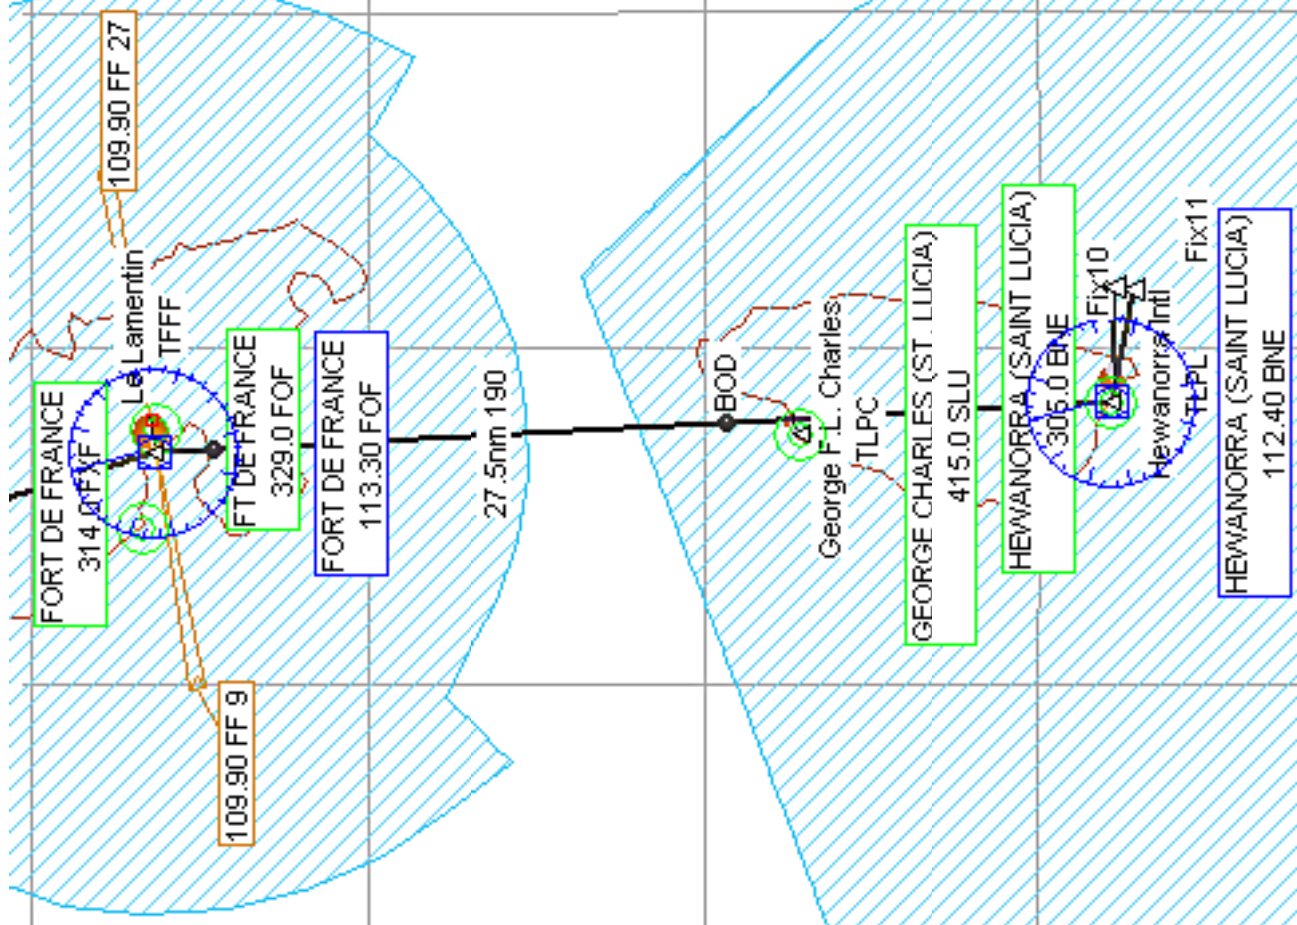 109.90 FF 27
Le Lamentin
TFFF
FORT DE FRANCE
314.0 FXF
FT DE FRANCE
329.0 FOF
FORT DE FRANCE
113.30 FOF
109.90 FF 9
27.5nm 190
BOD
George F.L. Charles
TLPC
GEORGE CHARLES (ST. LUCIA)
415.0 SLU
HEWANORRA (SAINT LUCIA)
305.0 BNE
Fix10
Hewanorra Intl
TLPL
Fix11
HEWANORRA (SAINT LUCIA)
112.40 BNE